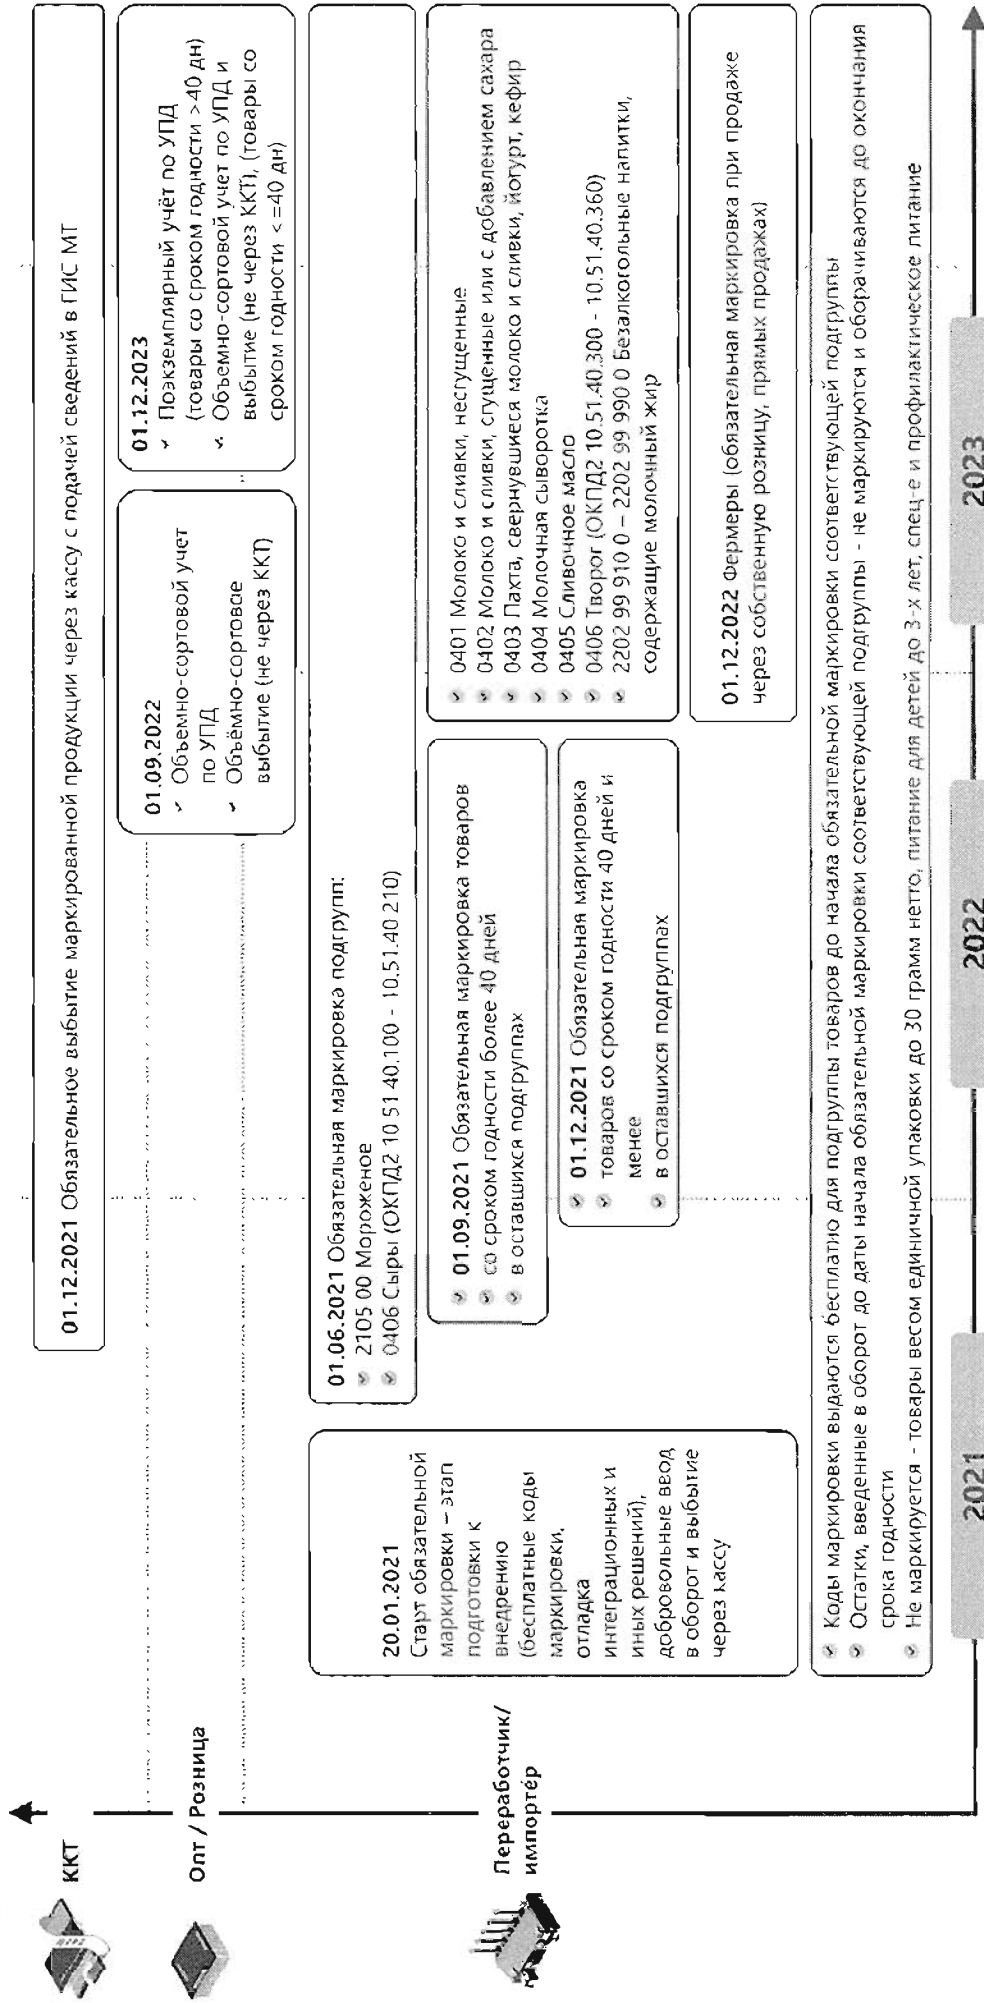 ККТ
01.12.2021 Обязательное выбытие маркированной продукции через кассу с подачей сведений в ГИС МТ
Опт / Розница
01.09.2022
Объемно-сортовой учет
по УПД
Объёмно-сортовое
выбытие (не через ККТ)
01.12.2023
Поэкземплярный учёт по УПД
(товары со сроком годности >40 дн)
Объемно-сортовой учет по УПД и
выбытие (не через ККТ), (товары со
сроком годности <=40 дн)
Переработчик/
импортёр
20.01.2021
Старт обязательной
маркировки – этап
подготовки к
внедрению
(бесплатные коды
маркировки,
отладка
интеграционных и
иных решений),
добровольные ввод
в оборот и выбытие
через кассу
01.06.2021 Обязательная маркировка подгрупп:
2105 00 Мороженое
0406 Сыры (ОКПД2 10 51 40.100 - 10.51.40 210)
01.09.2021 Обязательная маркировка товаров
со сроком годности более 40 дней
в оставшихся подгруппах
01.12.2021 Обязательная маркировка
товаров со сроком годности 40 дней и
менее
в оставшихся подгруппах
0401 Молоко и сливки, несгущенные
0402 Молоко и сливки, сгущенные или с добавлением сахара
0403 Пахта, свернувшиеся молоко и сливки, йогурт, кефир
0404 Молочная сыворотка
0405 Сливочное масло
0406 Творог (ОКПД2 10.51.40.300 - 10.51.40.360)
2202 99 910 0 – 2202 99 990 0 Безалкогольные напитки,
содержащие молочный жир
01.12.2022 Фермеры (обязательная маркировка при продаже
через собственную розницу, прямых продажах)
Коды маркировки выдаются бесплатно для подгруппы товаров до начала обязательной маркировки соответствующей подгруппы
Остатки, введенные в оборот до даты начала обязательной маркировки соответствующей подгруппы - не маркируются и оборачиваются до окончания
срока годности
Не маркируется - товары весом единичной упаковки до 30 грамм нетто, питание для детей до 3-х лет, спец-е и профилактическое питание
2021
2022
2023